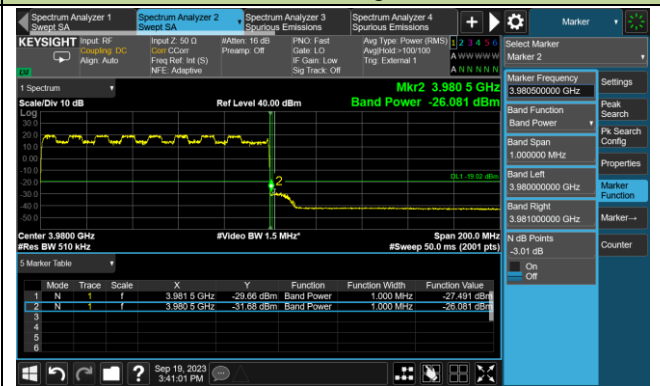 Spectrum Analyzer 1
Swept SA
Spectrum Analyzer 2
Swept SA
Spectrum Analyzer 3
Spurious Emissions
Spectrum Analyzer 4
Spurious Emissions
Marker
KEYSIGHT
Input: RF
Coupling: DC
Align: Auto
Input Z: 50 Ω
Corr CCorr
Freq Ref: Int (S)
NFE: Adaptive
#Atten: 16 dB
Preamp: Off
PNO: Fast
Gate: LO
IF Gain: Low
Sig Track: Off
Avg Type: Power (RMS)
Avg|Hold:>100/100
Trig: External 1
1 2 3 4 5 6
A W W W W W
A N N N N N
LXI
1 Spectrum
Scale/Div 10 dB
Ref Level 40.00 dBm
Mkr2 3.980 5 GHz
Band Power -26.081 dBm
Log
30.0
20.0
10.0
0.00
-10.0
-20.0
-30.0
-40.0
-50.0
2
DL1 -19.02 dBm
Center 3.9800 GHz
#Res BW 510 kHz
#Video BW 1.5 MHz*
Span 200.0 MHz
#Sweep 50.0 ms (2001 pts)
5 Marker Table
Mode Trace Scale X Y Function Function Width Function Value
1 N 1 f 3.981 5 GHz -29.66 dBm Band Power 1.000 MHz -27.491 dBm
2 N 1 f 3.980 5 GHz -31.68 dBm Band Power 1.000 MHz -26.081 dBm
3
4
5
6
Select Marker
Marker 2
Marker Frequency
3.980500000 GHz
Band Function
Band Power
Band Span
1.000000 MHz
Band Left
3.980000000 GHz
Band Right
3.981000000 GHz
N dB Points
-3.01 dB
On
Off
Settings
Peak
Search
Pk Search
Config
Properties
Marker
Function
Marker→
Counter
Sep 19, 2023
3:41:01 PM